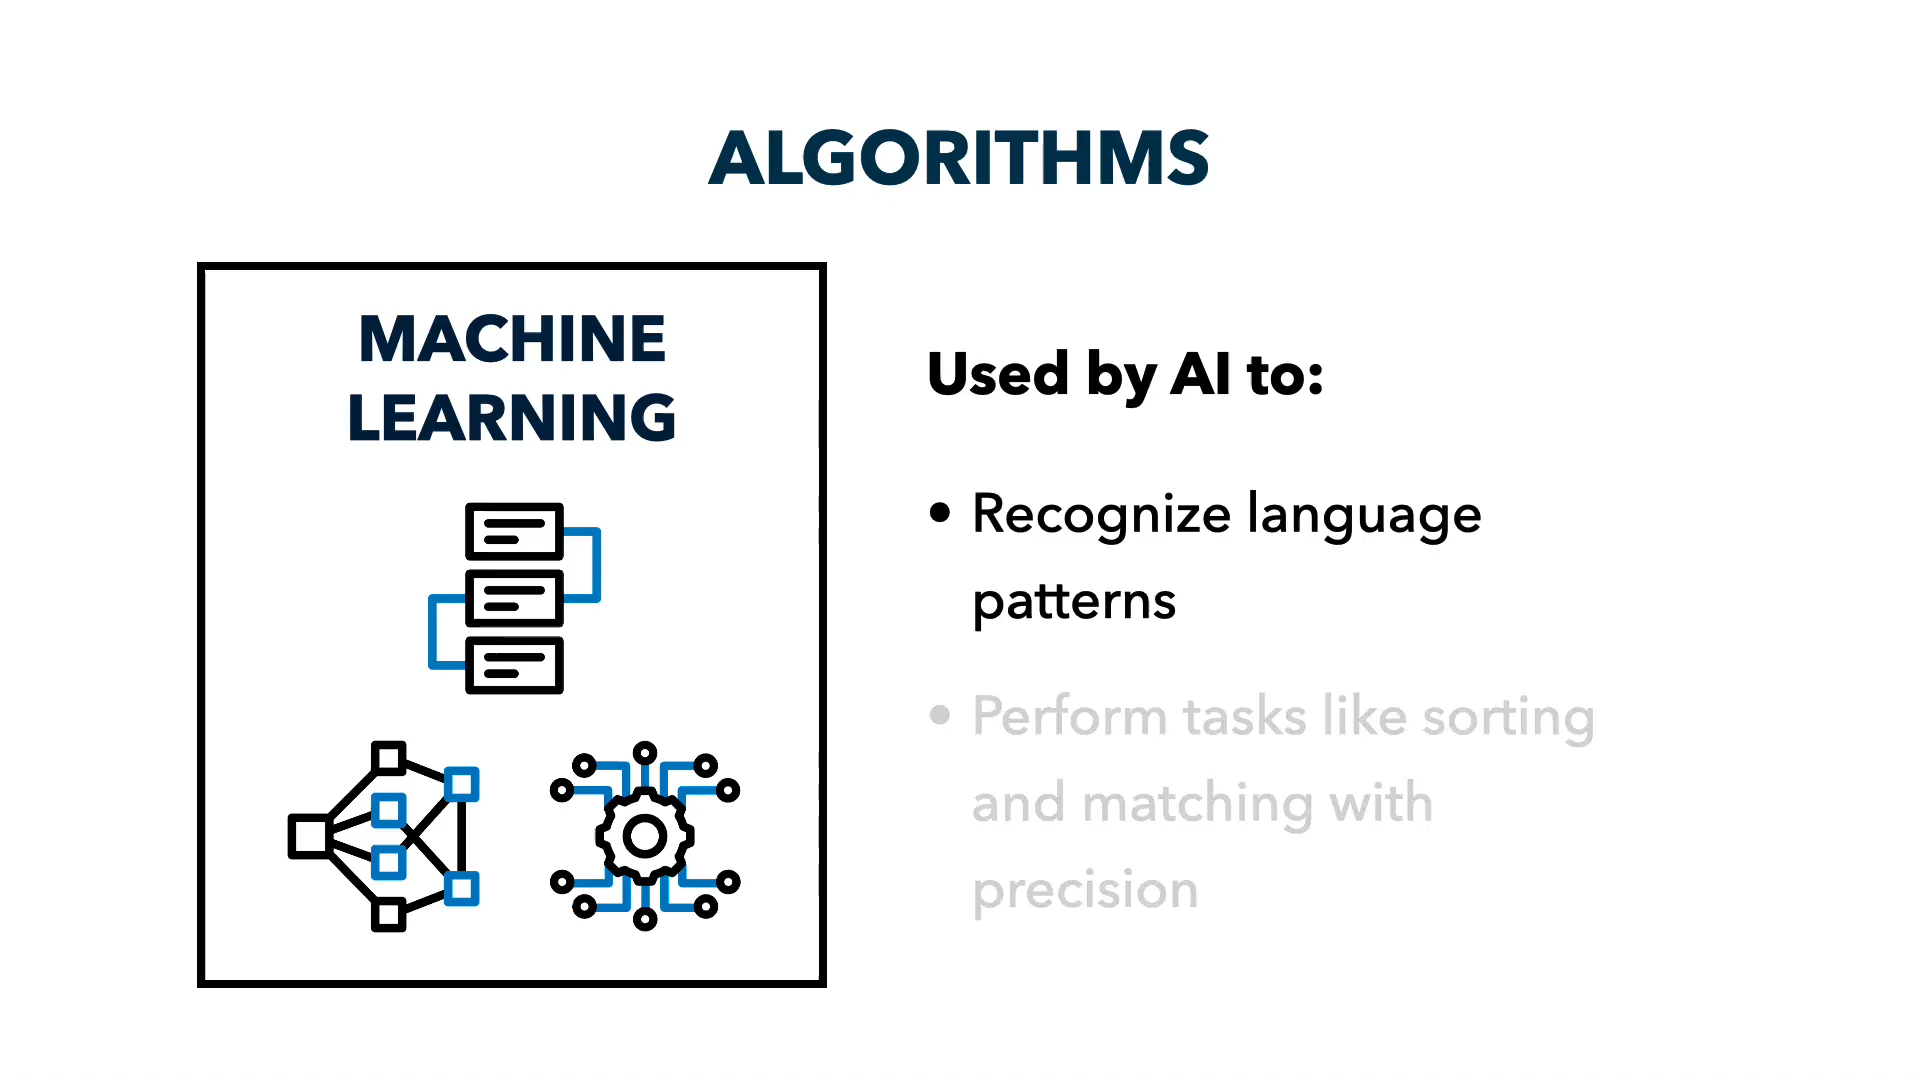 ALGORITHMS
MACHINE
LEARNING
Used by AI to:
• Recognize language
patterns
• Perform tasks like sorting
and matching with
precision